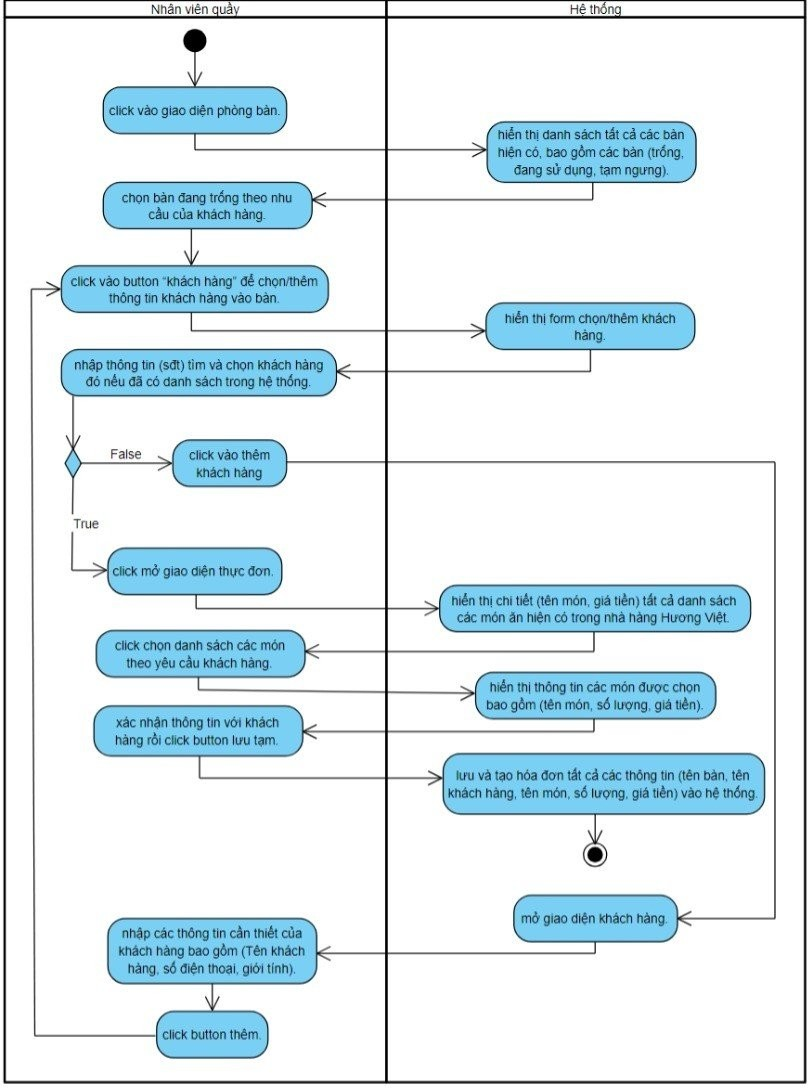 Nhân viên quầy
Hệ thống
click vào giao diện phòng bàn.
hiển thị danh sách tất cả các bàn
hiện có, bao gồm các bàn (trống,
đang sử dụng, tạm ngưng).
chọn bàn đang trống theo nhu
cầu của khách hàng.
click vào button “khách hàng” để chọn/thêm
thông tin khách hàng vào bàn.
hiển thị form chọn/thêm khách
hàng.
nhập thông tin (sđt) tìm và chọn khách hàng
đó nếu đã có danh sách trong hệ thống.
False
click vào thêm
khách hàng
True
click mở giao diện thực đơn.
hiển thị chi tiết (tên món, giá tiền) tất cả danh sách
các món ăn hiện có trong nhà hàng Hương Việt.
click chọn danh sách các món
theo yêu cầu khách hàng.
hiển thị thông tin các món được chọn
bao gồm (tên món, số lượng, giá tiền).
xác nhận thông tin với khách
hàng rồi click button lưu tạm.
lưu và tạo hóa đơn tất cả các thông tin (tên bàn, tên
khách hàng, tên món, số lượng, giá tiền) vào hệ thống.
mở giao diện khách hàng.
nhập các thông tin cần thiết của
khách hàng bao gồm (Tên khách
hàng, số điện thoại, giới tính).
click button thêm.